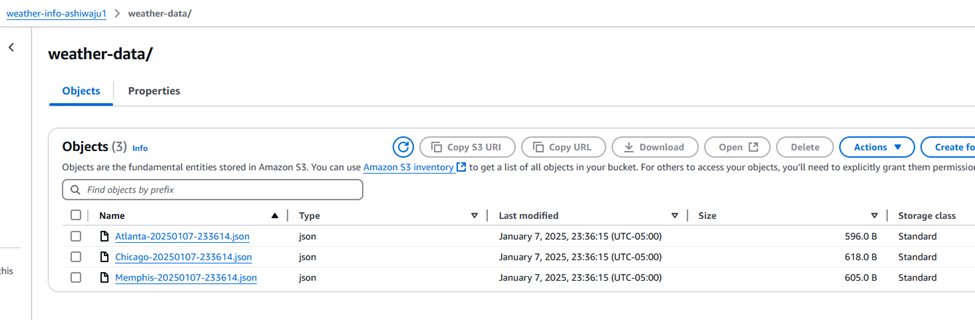 weather-info-ashiwaju1 > weather-data/
weather-data/
Objects Properties
Objects (3) Info Copy S3 URI Copy URL Download Open Delete Actions Create fo
Objects are the fundamental entities stored in Amazon S3. You can use Amazon S3 inventory to get a list of all objects in your bucket. For others to access your objects, you'll need to explicitly grant them permission
Find objects by prefix
Name Type Last modified Size Storage class
Atlanta-20250107-233614.json json January 7, 2025, 23:36:15 (UTC-05:00) 596.0 B Standard
Chicago-20250107-233614.json json January 7, 2025, 23:36:15 (UTC-05:00) 618.0 B Standard
this
Memphis-20250107-233614.json json January 7, 2025, 23:36:15 (UTC-05:00) 605.0 B Standard